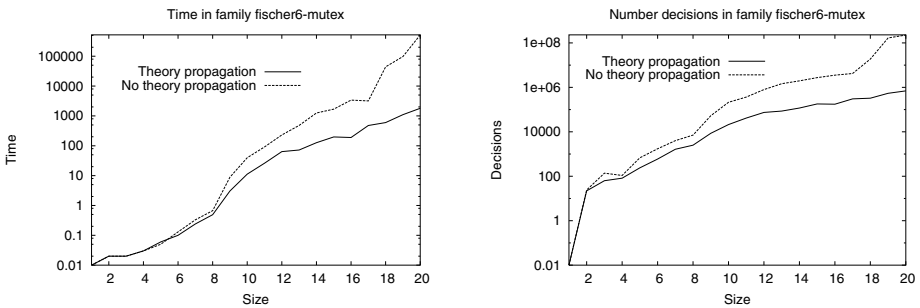 Time in family fischer6-mutex
100000
10000
1000
100
10
1
0.1
0.01
Time
Theory propagation
No theory propagation
2 4 6 8 10 12 14 16 18 20
Size
Number decisions in family fischer6-mutex
1e+08
1e+06
10000
100
1
0.01
Decisions
Theory propagation
No theory propagation
2 4 6 8 10 12 14 16 18 20
Size